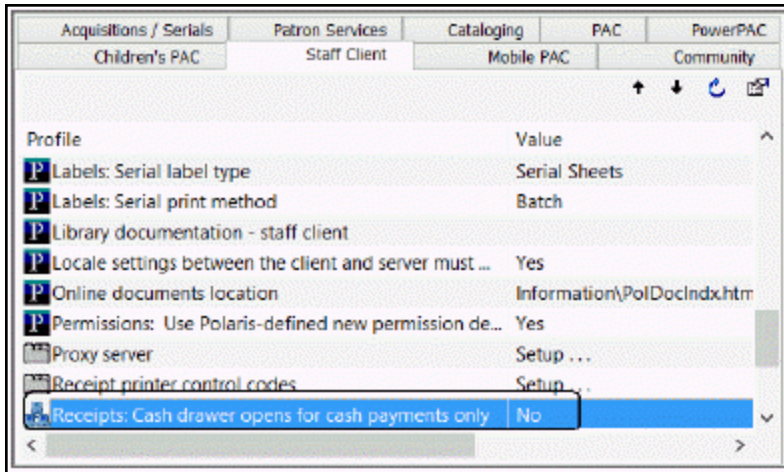 Acquisitions / Serials Patron Services Cataloging PAC PowerPAC
Children's PAC Staff Client Mobile PAC Community
Profile Value
Labels: Serial label type Serial Sheets
Labels: Serial print method Batch
Library documentation - staff client
Locale settings between the client and server must ... Yes
Online documents location Information\PolDocIndx.htm
Permissions: Use Polaris-defined new permission de... Yes
Proxy server Setup ...
Receipt printer control codes Setup ...
Receipts: Cash drawer opens for cash payments only No